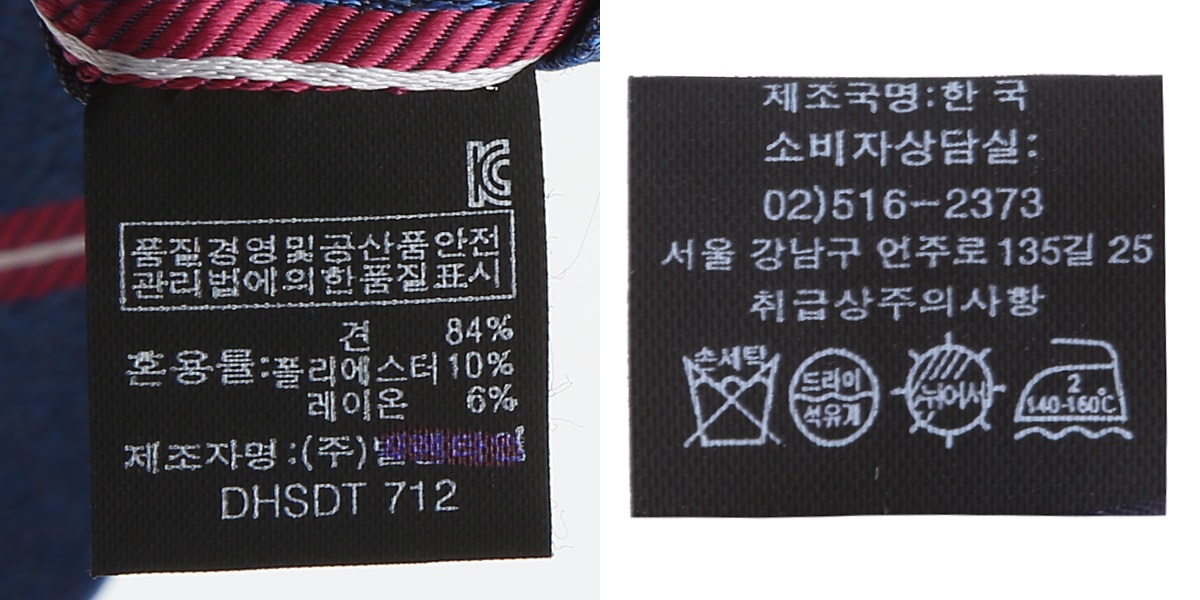 품질경영및공산품안전
관리법에의한품질표시
견 84%
혼용률:폴리에스터 10%
레이온 6%
제조자명:(주)
DHSDT 712
제조국명:한 국
소비자상담실:
02)516-2373
서울 강남구 언주로 135길 25
취급상주의사항
손세탁
드라이
석유계
뉘어서
2
140-160℃